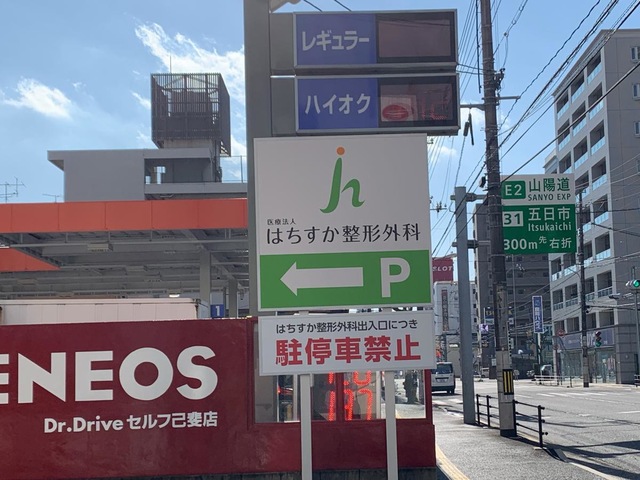 レギュラー
ハイオク
医療法人
はちすか整形外科
P
はちすか整形外科出入口につき
駐停車禁止
ENEOS
Dr.Drive セルフ己斐店
E2 山陽道
SANYO EXP
31 五日市
Itsukaichi
300m先 右折